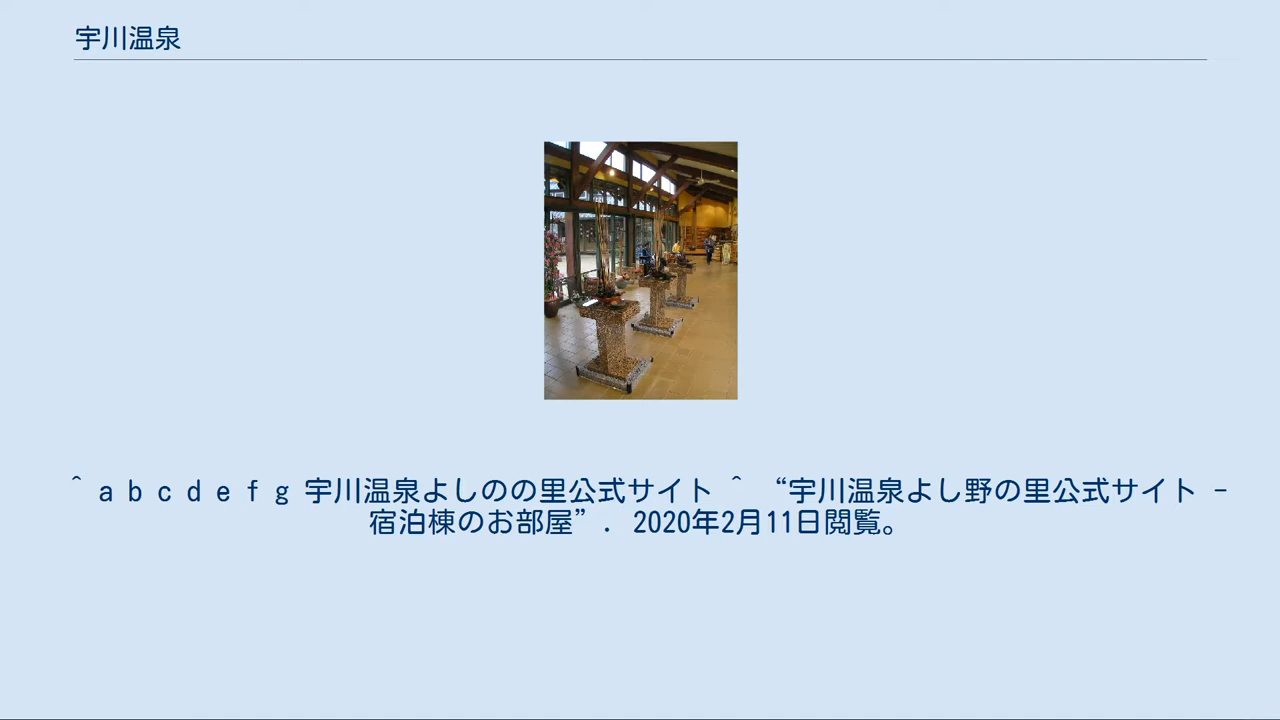 宇川温泉
^ a b c d e f g 宇川温泉よしのの里公式サイト ^ “宇川温泉よし野の里公式サイト -
宿泊棟のお部屋”. 2020年2月11日閲覧。